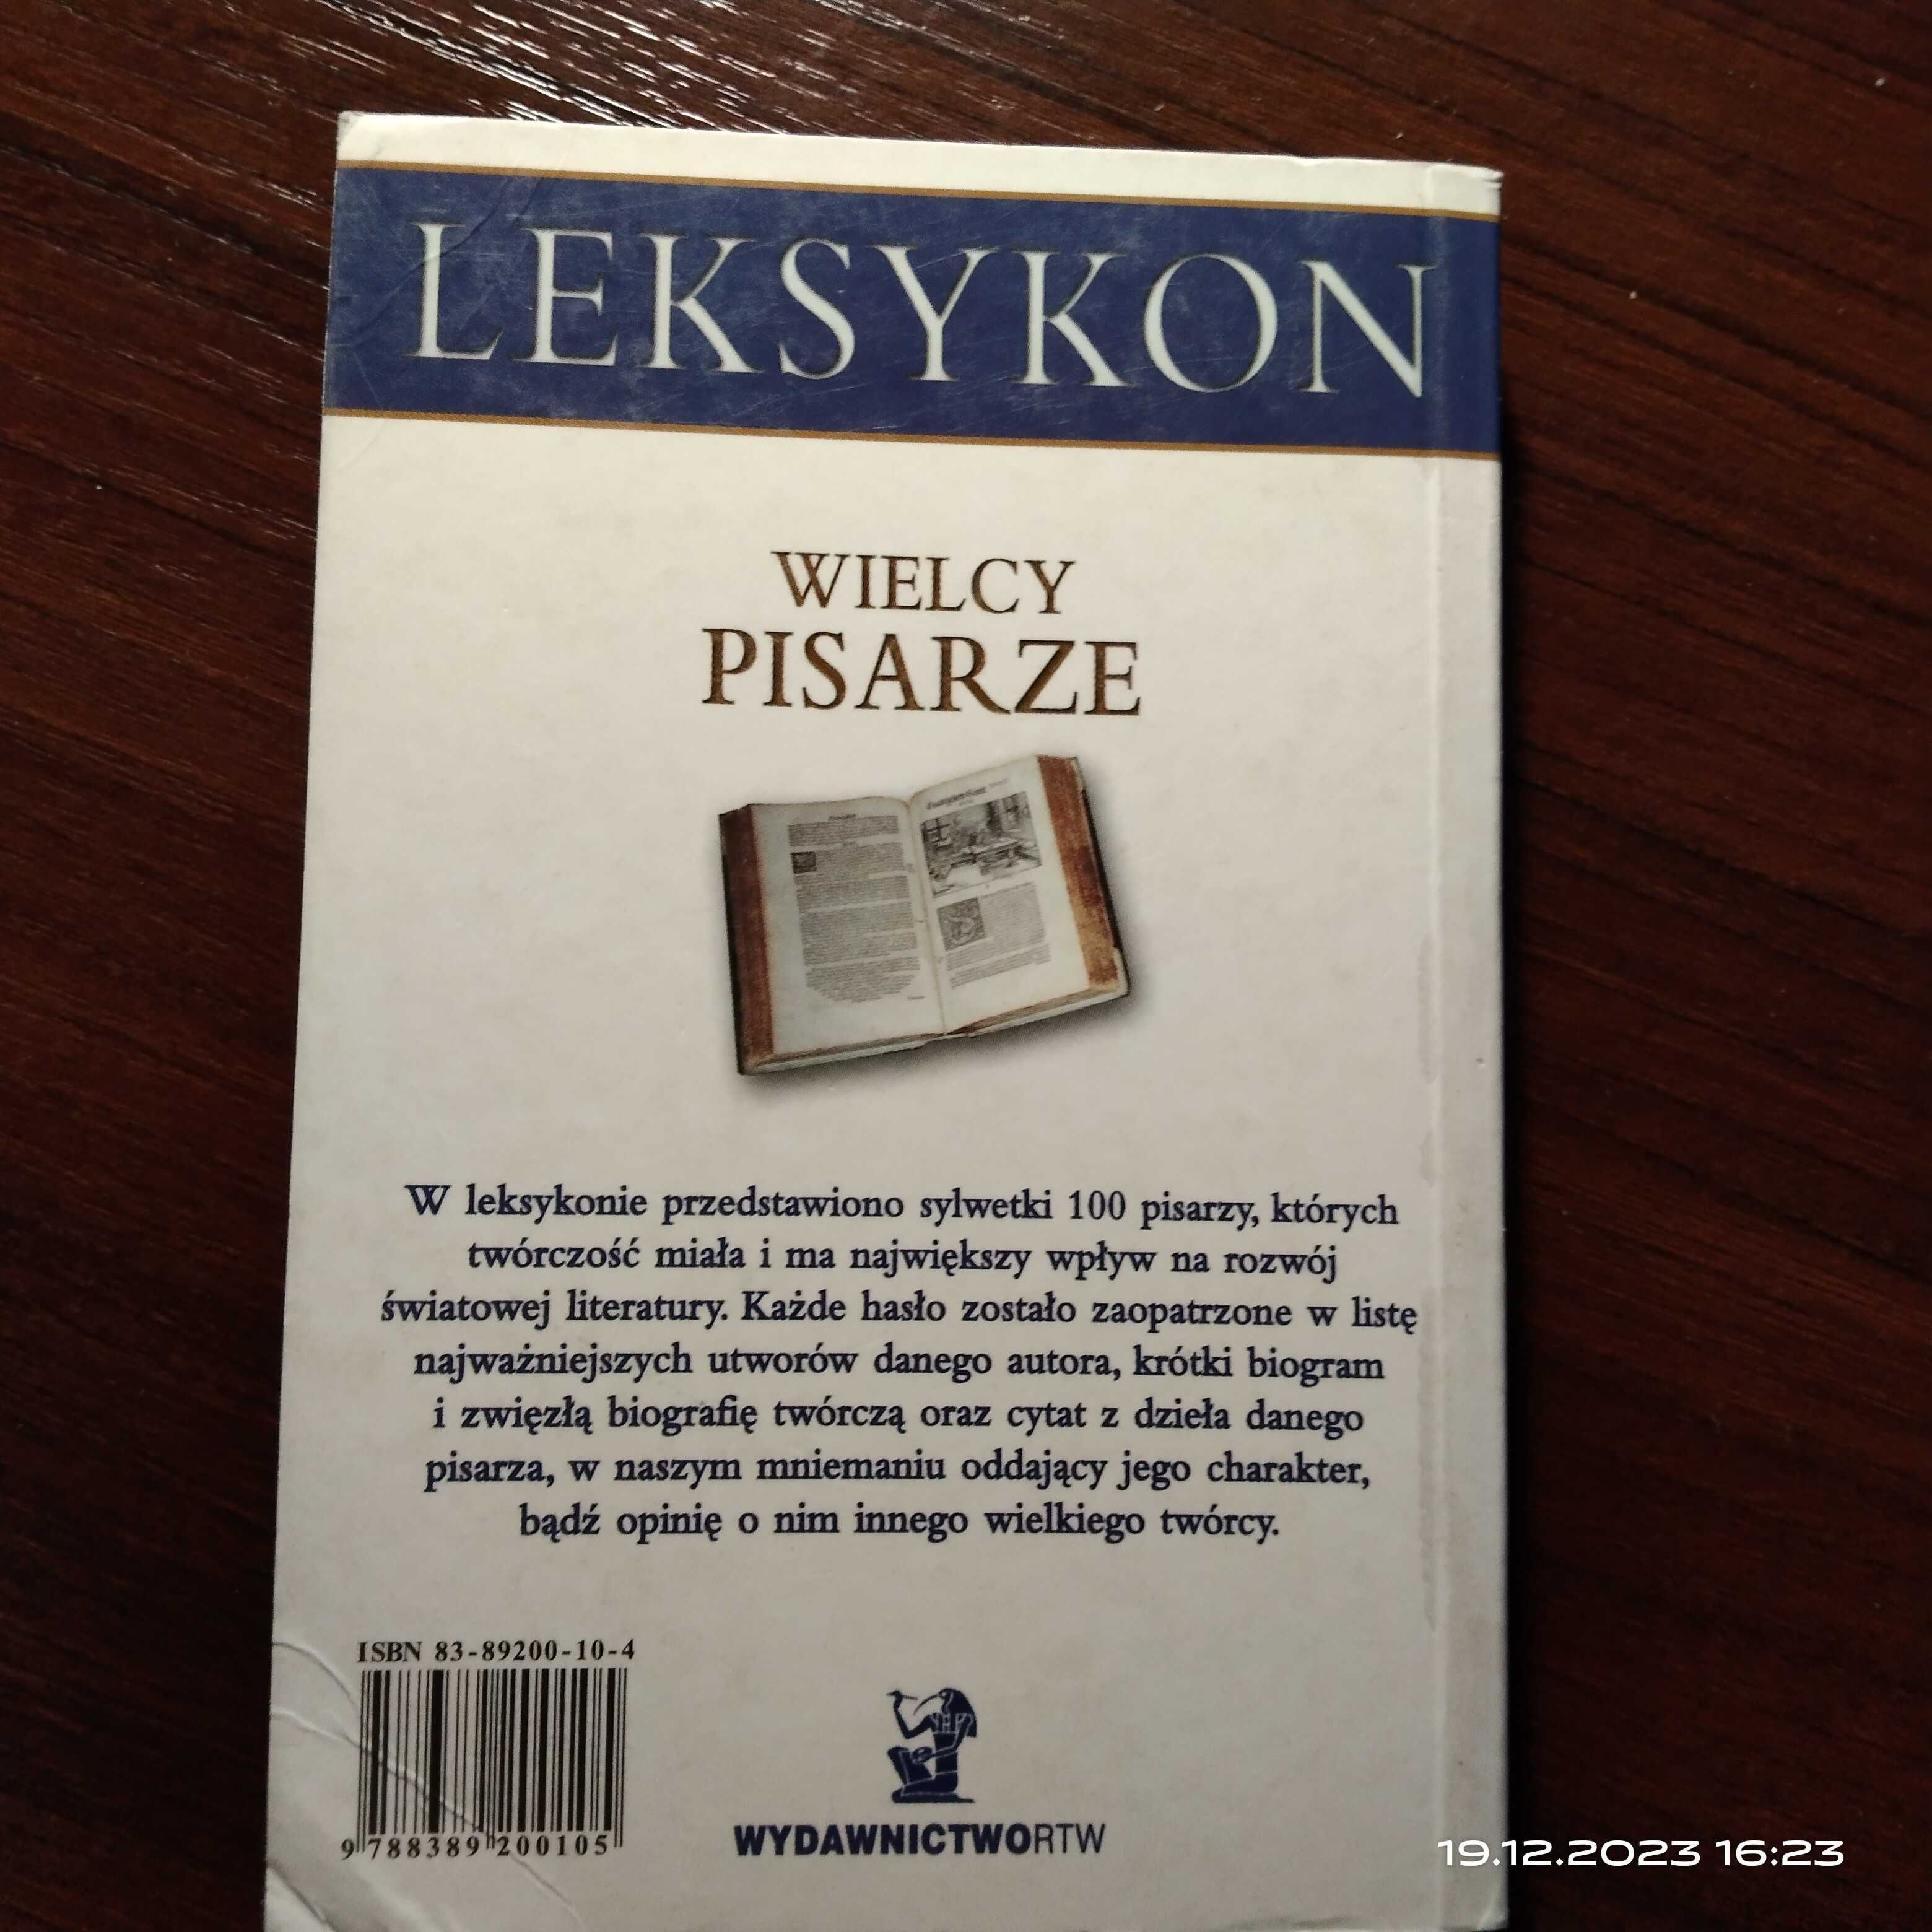 LEKSYKON
WIELCY
PISARZE
W leksykonie przedstawiono sylwetki 100 pisarzy, których
twórczość miała i ma największy wpływ na rozwój
światowej literatury. Każde hasło zostało zaopatrzone w listę
najważniejszych utworów danego autora, krótki biogram
i zwięzłą biografię twórczą oraz cytat z dzieła danego
pisarza, w naszym mniemaniu oddający jego charakter,
bądź opinię o nim innego wielkiego twórcy.
ISBN 83-89200-10-4
9 788389 200105
WYDAWNICTWORTW
19.12.2023 16:23